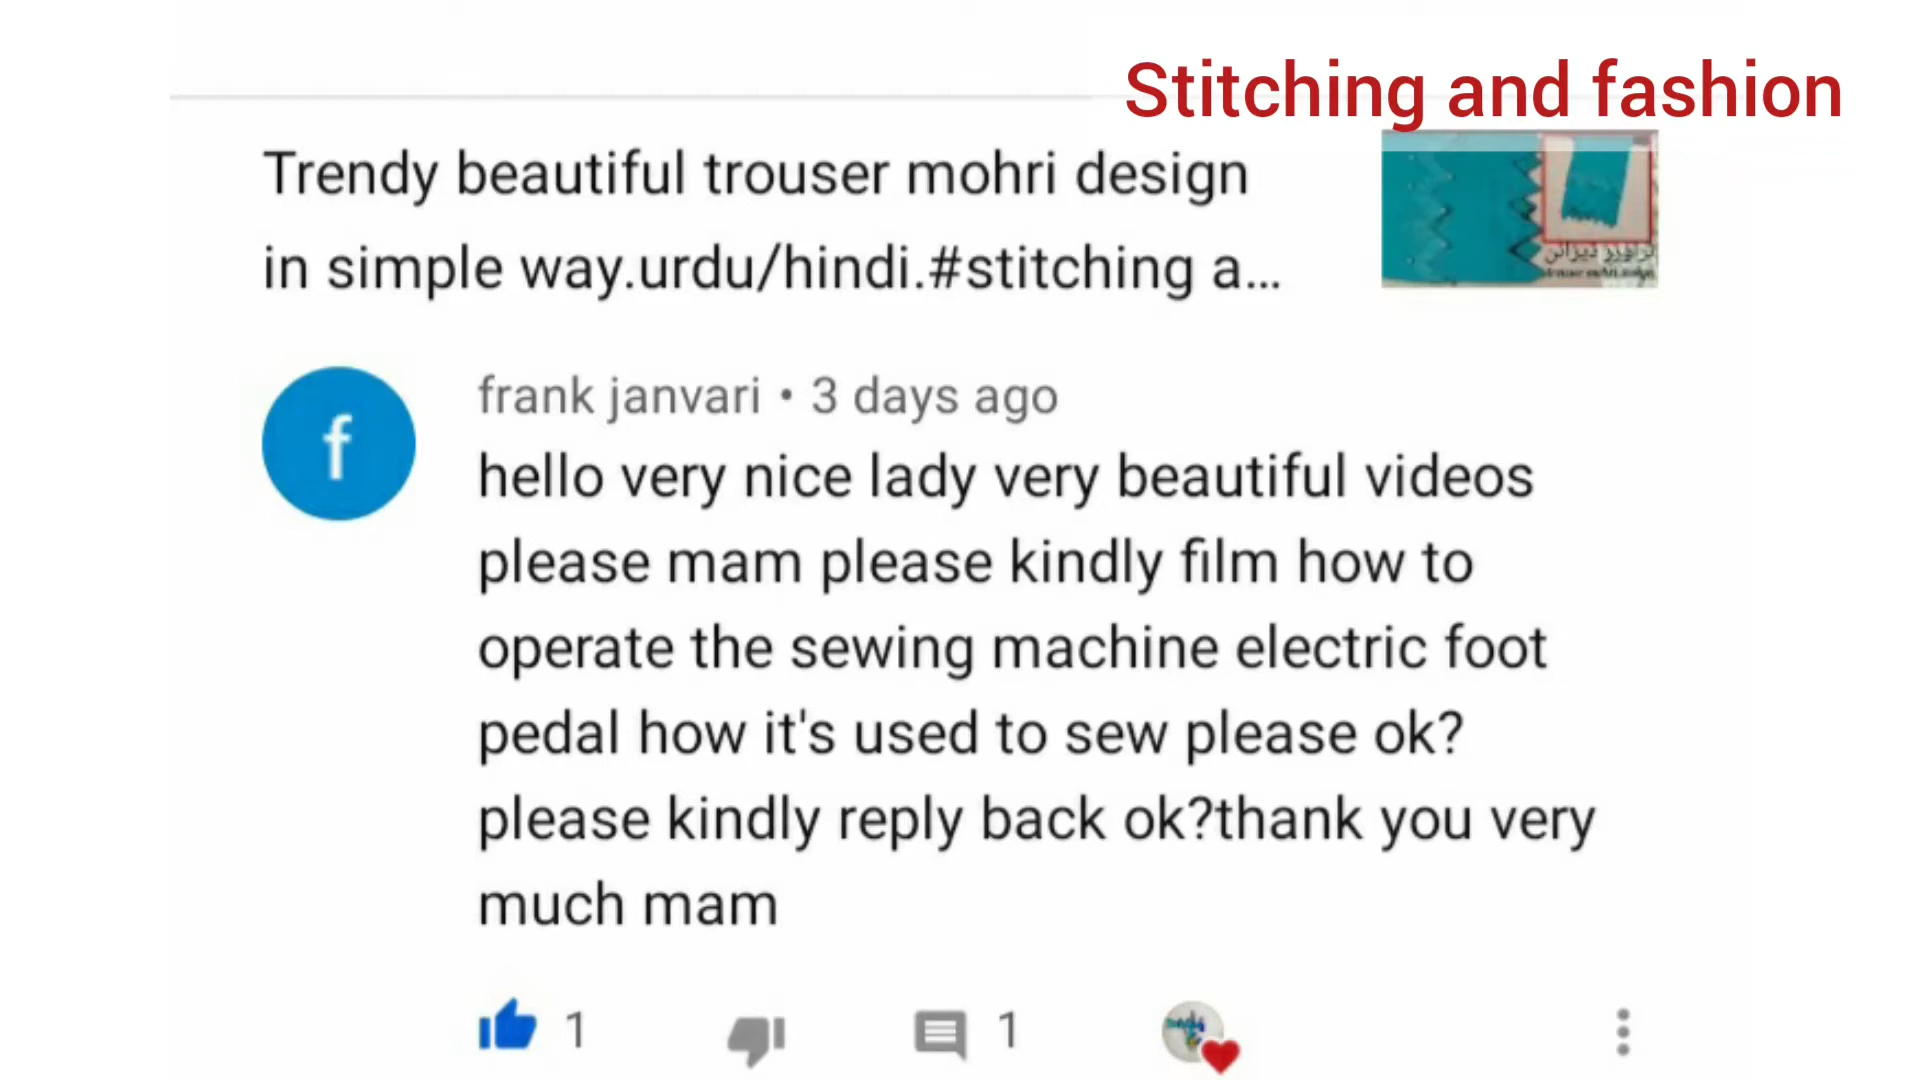 Stitching and fashion
Trendy beautiful trouser mohri design
in simple way.urdu/hindi.#stitching a...
f
frank janvari • 3 days ago
hello very nice lady very beautiful videos
please mam please kindly film how to
operate the sewing machine electric foot
pedal how it's used to sew please ok?
please kindly reply back ok?thank you very
much mam
1
1